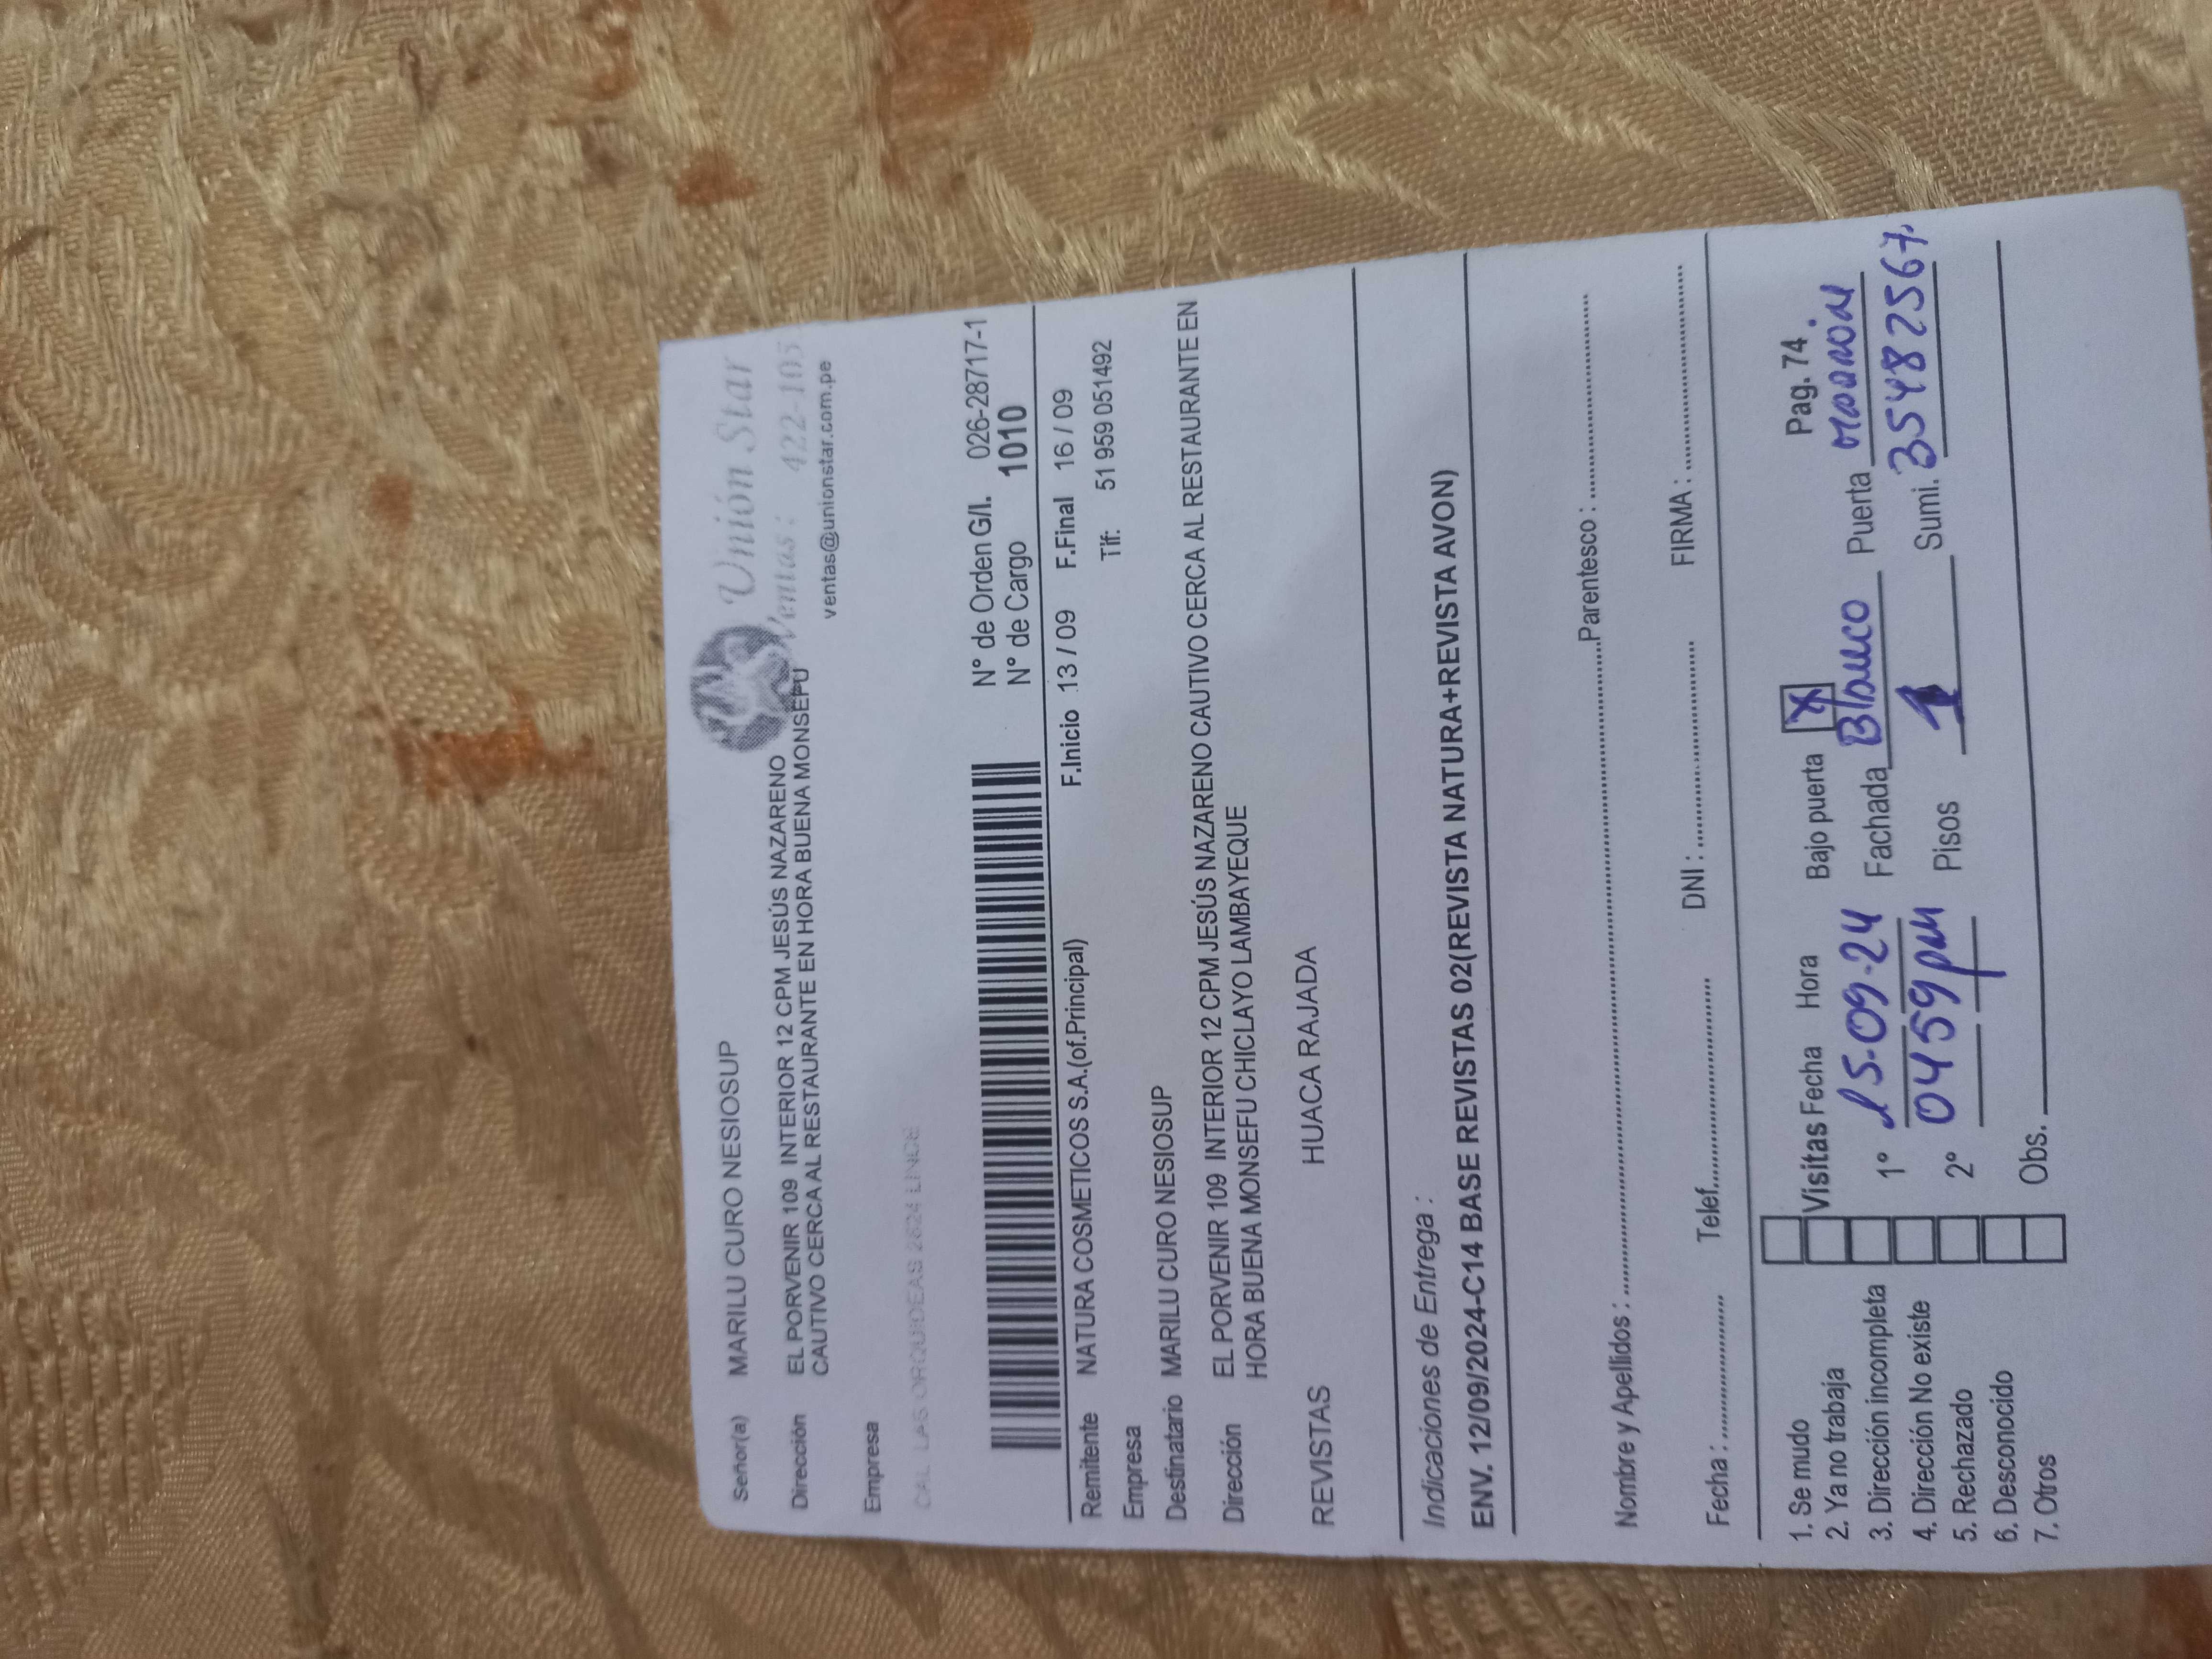 Unión Star
Ventas: 422-105
ventas@unionstar.com.pe
Señor(a) MARILU CURO NESIOSUP
Dirección EL PORVENIR 109 INTERIOR 12 CPM JESÚS NAZARENO
CAUTIVO CERCA AL RESTAURANTE EN HORA BUENA MONSEFU
Empresa
CAL. LAS ORQUIDEAS 2624 LINCE
N° de Orden G/I. 026-28717-1
N° de Cargo 1010
Remitente NATURA COSMETICOS S.A.(of.Principal) F.Inicio 13 / 09 F.Final 16 / 09
Empresa Tlf: 51 959 051492
Destinatario MARILU CURO NESIOSUP
Dirección EL PORVENIR 109 INTERIOR 12 CPM JESÚS NAZARENO CAUTIVO CERCA AL RESTAURANTE EN
HORA BUENA MONSEFU CHICLAYO LAMBAYEQUE
REVISTAS HUACA RAJADA
Indicaciones de Entrega :
ENV. 12/09/2024-C14 BASE REVISTAS 02(REVISTA NATURA+REVISTA AVON)
Nombre y Apellidos : Parentesco :
Fecha : Telef. DNI : FIRMA :
1. Se mudo Pag. 74
2. Ya no trabaja Visitas Fecha Hora Bajo puerta X
3. Dirección incompleta 1° 15-09-24 Fachada Blanco Puerta
4. Dirección No existe 0459pm
5. Rechazado 2° Pisos 1 Sumi. 35482567
6. Desconocido
7. Otros Obs.